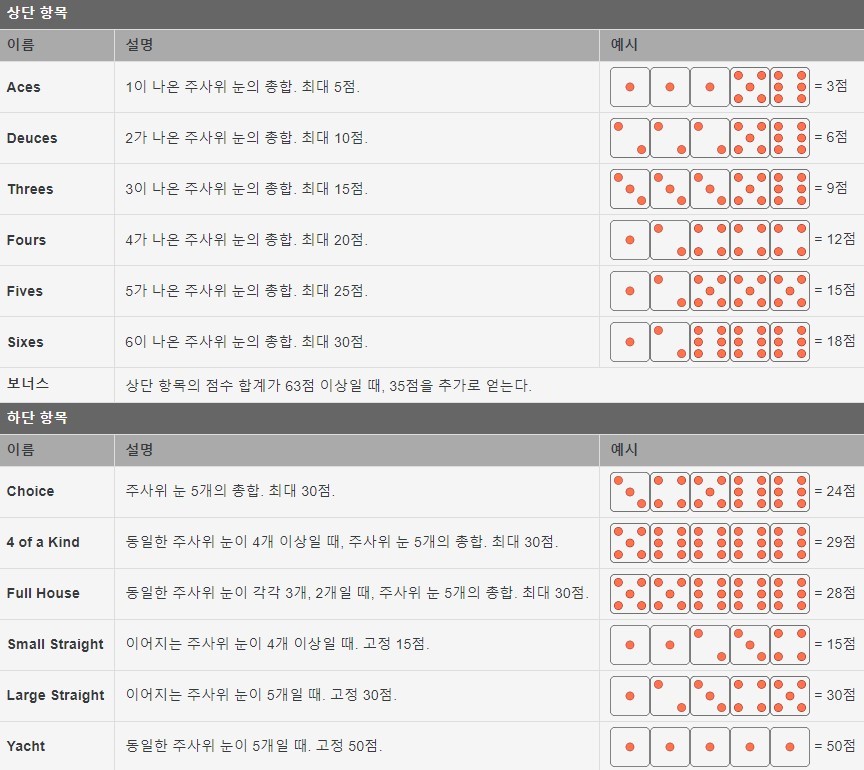 상단 항목
이름 설명 예시
Aces 1이 나온 주사위 눈의 총합. 최대 5점. = 3점
Deuces 2가 나온 주사위 눈의 총합. 최대 10점. = 6점
Threes 3이 나온 주사위 눈의 총합. 최대 15점. = 9점
Fours 4가 나온 주사위 눈의 총합. 최대 20점. = 12점
Fives 5가 나온 주사위 눈의 총합. 최대 25점. = 15점
Sixes 6이 나온 주사위 눈의 총합. 최대 30점. = 18점
보너스 상단 항목의 점수 합계가 63점 이상일 때, 35점을 추가로 얻는다.
하단 항목
이름 설명 예시
Choice 주사위 눈 5개의 총합. 최대 30점. = 24점
4 of a Kind 동일한 주사위 눈이 4개 이상일 때, 주사위 눈 5개의 총합. 최대 30점. = 29점
Full House 동일한 주사위 눈이 각각 3개, 2개일 때, 주사위 눈 5개의 총합. 최대 30점. = 28점
Small Straight 이어지는 주사위 눈이 4개 이상일 때. 고정 15점. = 15점
Large Straight 이어지는 주사위 눈이 5개일 때. 고정 30점. = 30점
Yacht 동일한 주사위 눈이 5개일 때. 고정 50점. = 50점